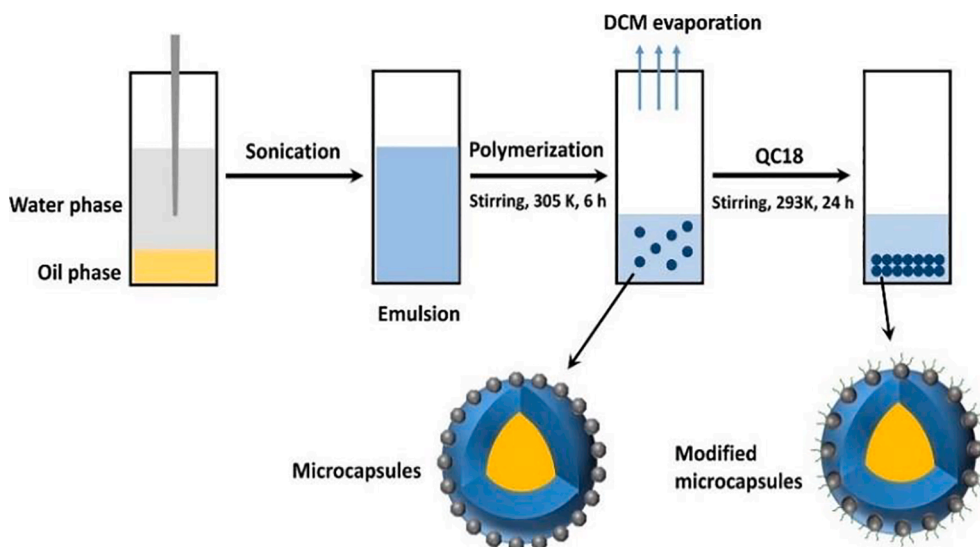 DCM evaporation
Sonication
Polymerization
QC18
Stirring, 305 K, 6 h
Stirring, 293K, 24 h
Water phase
Oil phase
Emulsion
Microcapsules
Modified
microcapsules